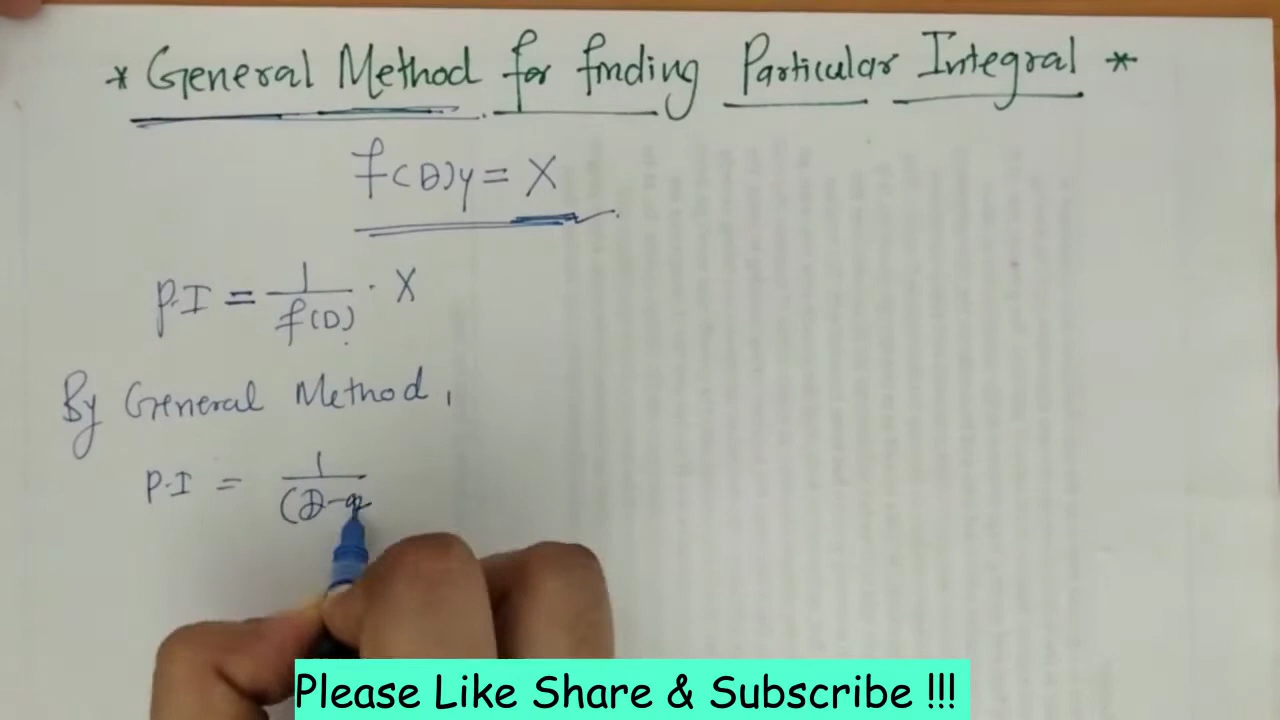 * General Method for finding Particular Integral *
f(D)y = X
P.I = 1/f(D) · X
By General Method,
P.I = 1/(D-a
Please Like Share & Subscribe !!!